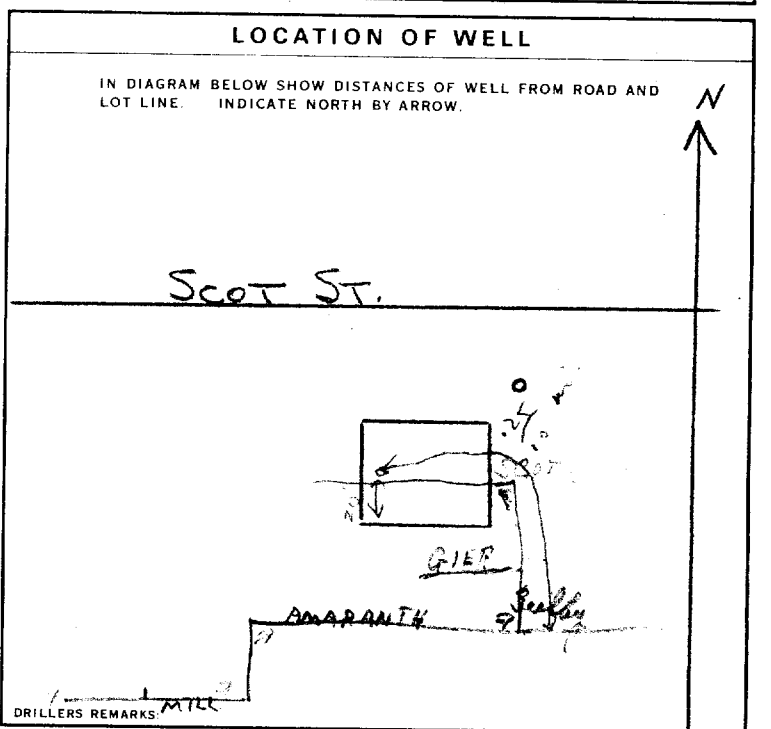 LOCATION OF WELL
IN DIAGRAM BELOW SHOW DISTANCES OF WELL FROM ROAD AND
LOT LINE. INDICATE NORTH BY ARROW.
N
SCOT ST.
GIER
AMARANTH
MILL
DRILLERS REMARKS: